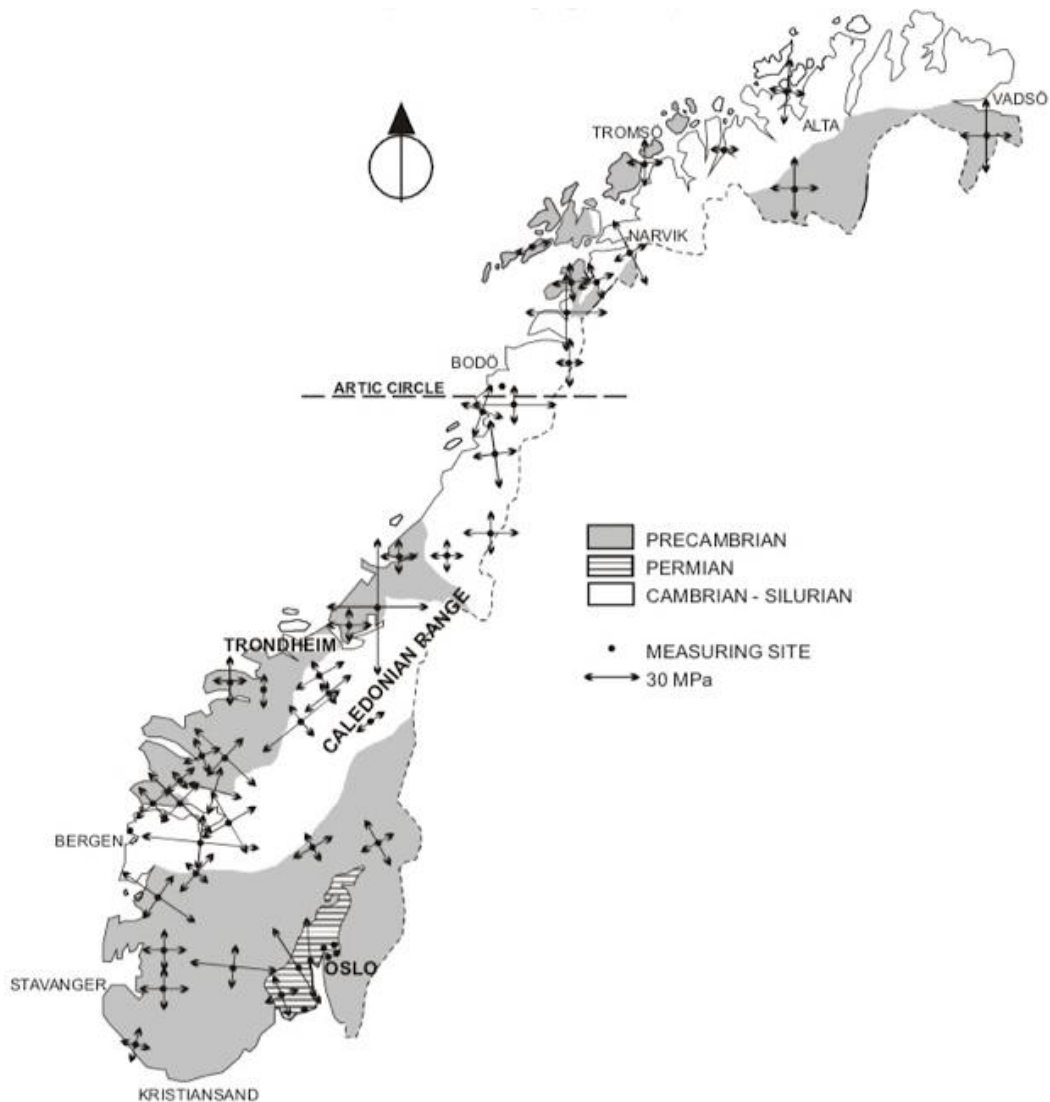 VADSÖ
ALTA
TROMSÖ
NARVIK
BODÖ
ARTIC CIRCLE
PRECAMBRIAN
PERMIAN
CAMBRIAN - SILURIAN
MEASURING SITE
30 MPa
TRONDHEIM
CALEDONIAN RANGE
BERGEN
OSLO
STAVANGER
KRISTIANSAND